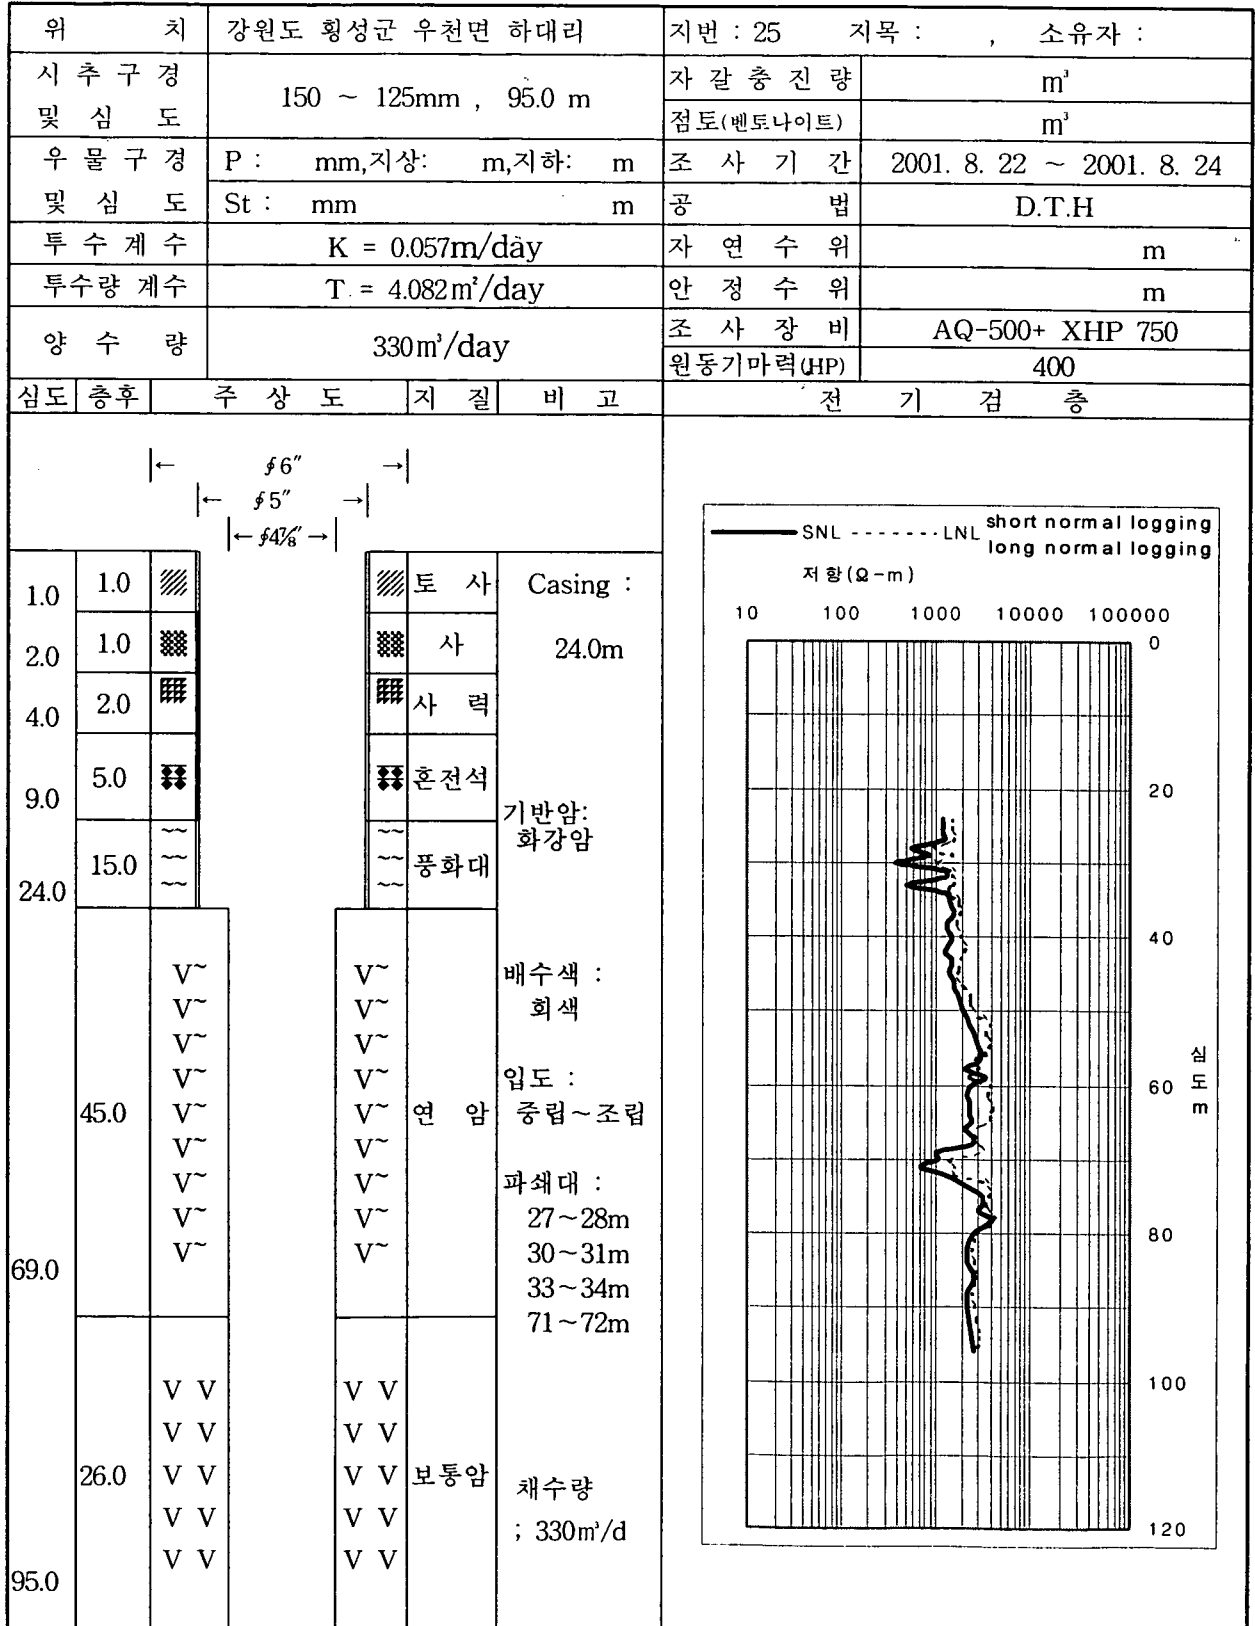 위 치 강원도 횡성군 우천면 하대리 지번 : 25 지목 : , 소유자 :
시 추 구 경 및 심 도 150 ~ 125mm , 95.0 m 자 갈 충 진 량 m³
점토(벤토나이트) m³
우 물 구 경 및 심 도 P : mm,지상: m,지하: m 조 사 기 간 2001. 8. 22 ~ 2001. 8. 24
St : mm m 공 법 D.T.H
투 수 계 수 K = 0.057m/day 자 연 수 위 m
투수량 계수 T = 4.082m²/day 안 정 수 위 m
양 수 량 330m³/day 조 사 장 비 AQ-500+ XHP 750
원동기마력(HP) 400
심도 층후 주 상 도 지 질 비 고 전 기 검 층
|← ∮6″ →|
|← ∮5″ →|
|← ∮4⅞″ →|
1.0 1.0 토 사 Casing :
2.0 1.0 사 24.0m
4.0 2.0 사 력
9.0 5.0 혼전석
기반암:
화강암
24.0 15.0 풍화대
V~ V~ 배수색 :
V~ V~ 회색
V~ V~
V~ V~ 입도 :
45.0 V~ V~ 연 암 중립~조립
V~ V~
V~ V~ 파쇄대 :
V~ V~ 27~28m
V~ V~ 30~31m
69.0 33~34m
71~72m
V V V V
V V V V
26.0 V V V V 보통암 채수량
V V V V ; 330m³/d
V V V V
95.0
SNL LNL short normal logging
long normal logging
저항(Ω-m)
10 100 1000 10000 100000
0
20
40
60
80
100
120
심
도
m